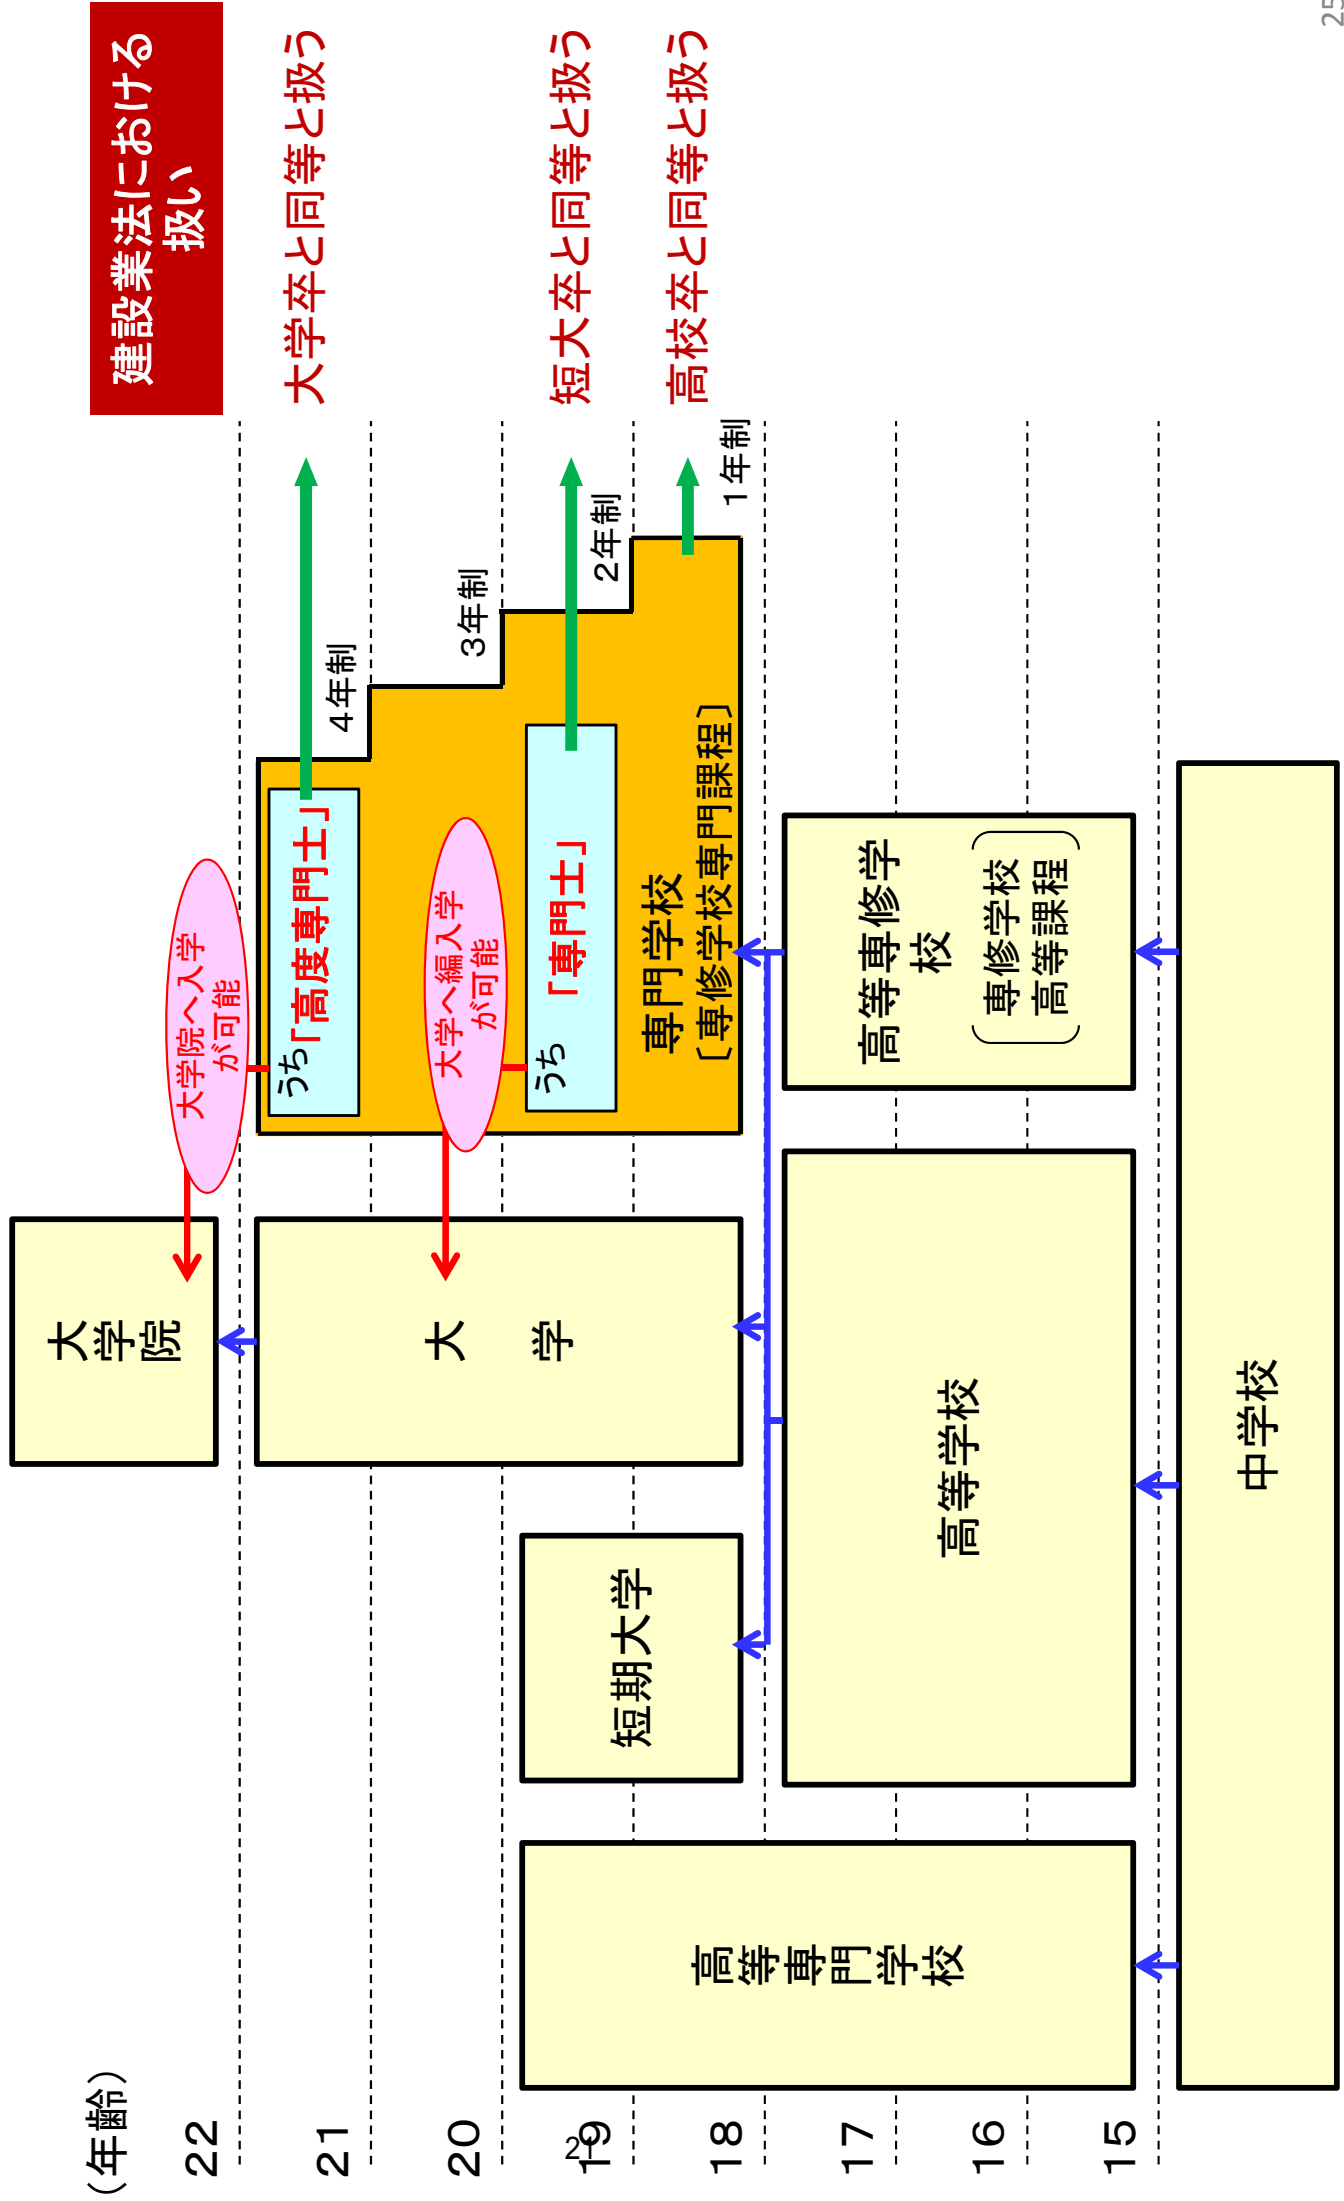 （年齢）
22
21
20
19
18
17
16
15
21
25
建設業法における
扱い
大学卒と同等と扱う
短大卒と同等と扱う
高校卒と同等と扱う
大学院
大学院へ入学
が可能
大　学
大学へ編入学
が可能
うち
「高度専門士」
4年制
3年制
うち
「専門士」
2年制
1年制
専門学校
〔専修学校専門課程〕
短期大学
高等専門学校
高等学校
高等専修学
校
専修学校
高等課程
中学校